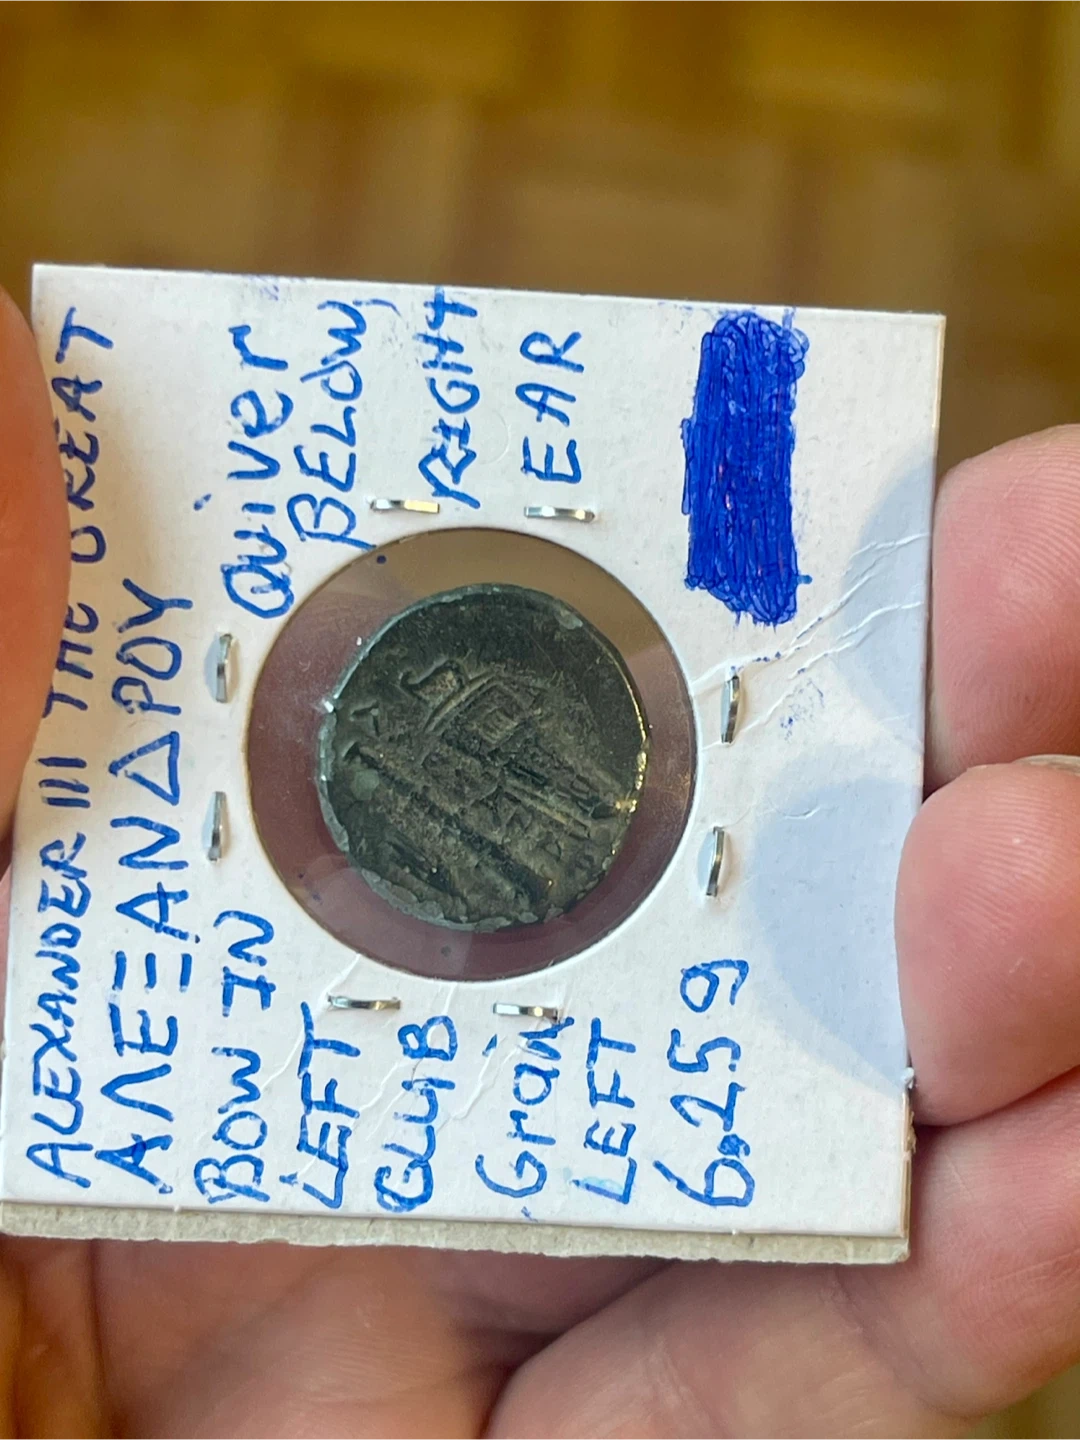 ALEXANDER III THE GREAT
ΑΛΕΞΑΝΔΡΟΥ
BOW IN Quiver
LEFT BELOW,
CLUB RIGHT
Grain EAR
LEFT
6.25g